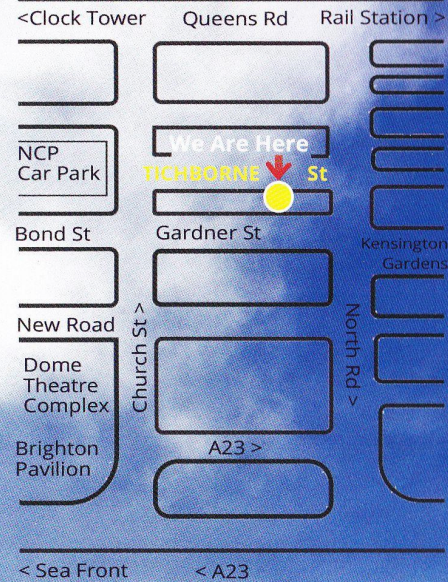 <Clock Tower
Queens Rd
Rail Station >
We Are Here
NCP
Car Park
TICHBORNE St
Bond St
Gardner St
Kensington
Gardens
New Road
Church St >
North Rd >
Dome
Theatre
Complex
Brighton
Pavilion
A23 >
< Sea Front
< A23